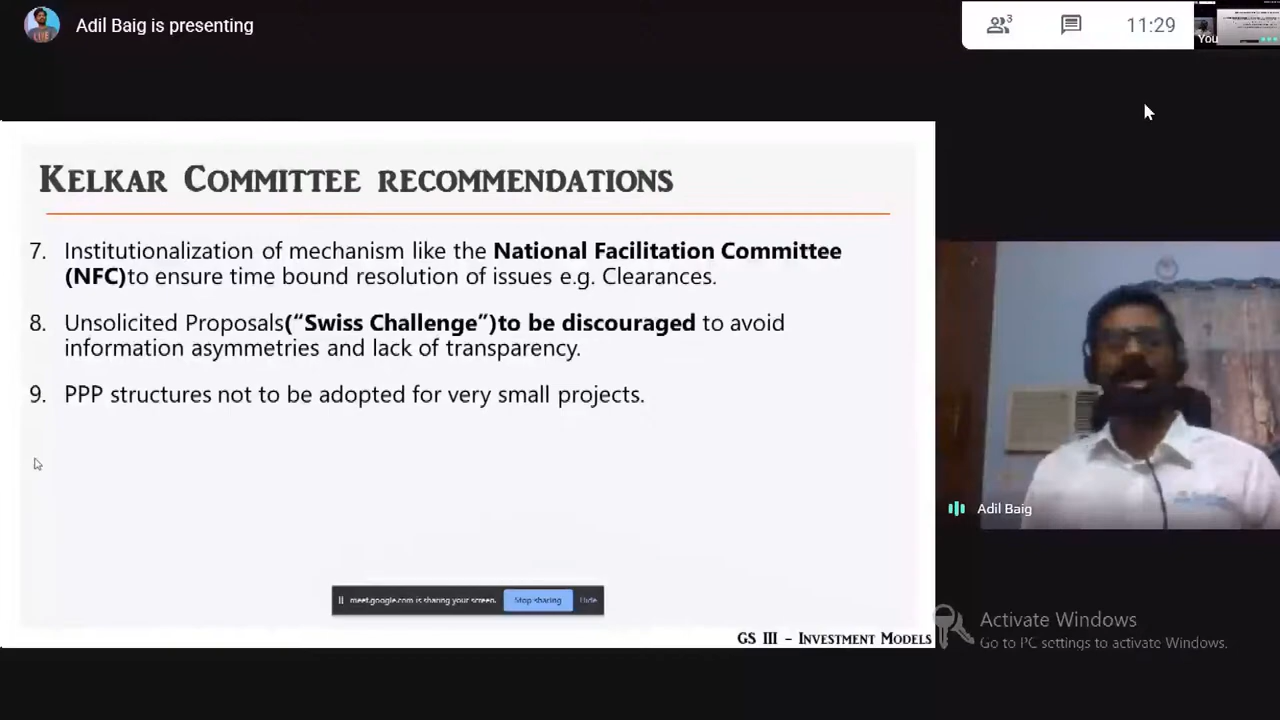 Adil Baig is presenting
3
11:29
You
KELKAR COMMITTEE RECOMMENDATIONS
7. Institutionalization of mechanism like the National Facilitation Committee
(NFC)to ensure time bound resolution of issues e.g. Clearances.
8. Unsolicited Proposals(“Swiss Challenge”)to be discouraged to avoid
information asymmetries and lack of transparency.
9. PPP structures not to be adopted for very small projects.
Adil Baig
meet.google.com is sharing your screen.
Stop sharing
Hide
GS III – INVESTMENT MODELS
Activate Windows
Go to PC settings to activate Windows.